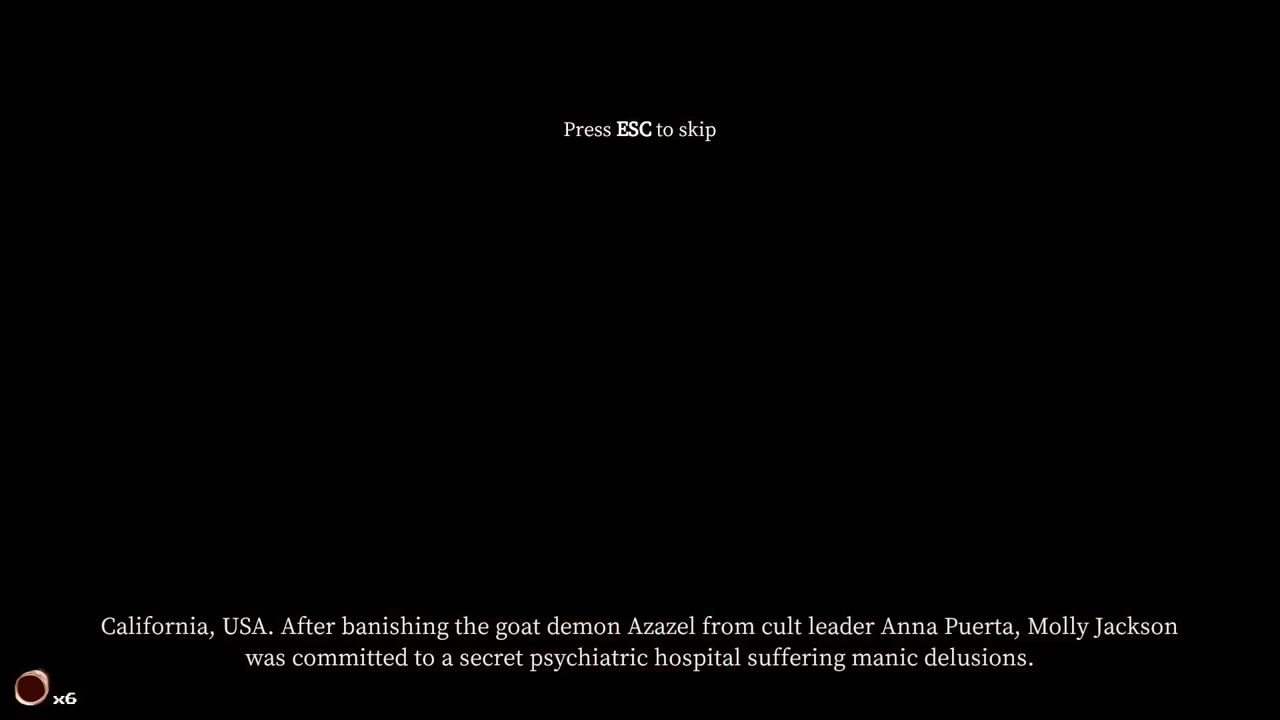 Press ESC to skip
California, USA. After banishing the goat demon Azazel from cult leader Anna Puerta, Molly Jackson
was committed to a secret psychiatric hospital suffering manic delusions.
x6